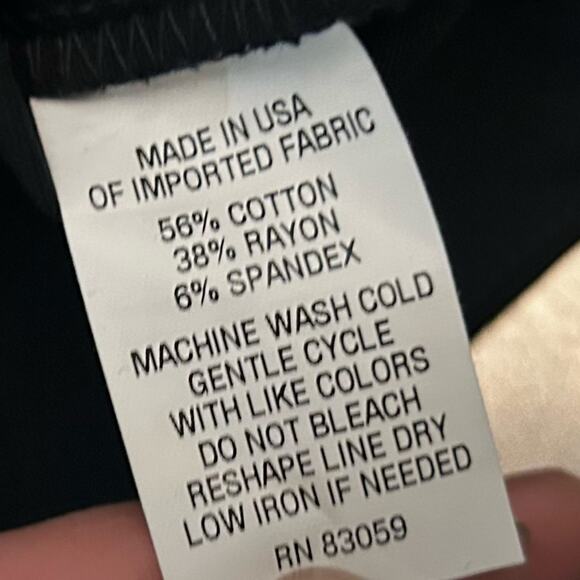 MADE IN USA
OF IMPORTED FABRIC
56% COTTON
38% RAYON
6% SPANDEX
MACHINE WASH COLD
GENTLE CYCLE
WITH LIKE COLORS
DO NOT BLEACH
RESHAPE LINE DRY
LOW IRON IF NEEDED
RN 83059